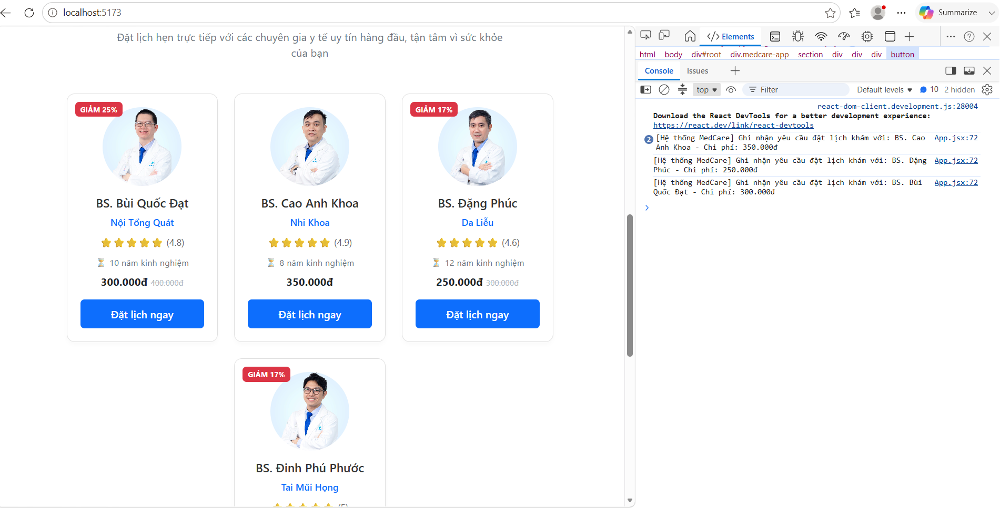 localhost:5173
Summarize
Đặt lịch hẹn trực tiếp với các chuyên gia y tế uy tín hàng đầu, tận tâm vì sức khỏe
của bạn
GIẢM 25%
BS. Bùi Quốc Đạt
Nội Tổng Quát
(4.8)
10 năm kinh nghiệm
300.000đ 400.000đ
Đặt lịch ngay
BS. Cao Anh Khoa
Nhi Khoa
(4.9)
8 năm kinh nghiệm
350.000đ
Đặt lịch ngay
GIẢM 17%
BS. Đặng Phúc
Da Liễu
(4.6)
12 năm kinh nghiệm
250.000đ 300.000đ
Đặt lịch ngay
GIẢM 17%
BS. Đinh Phú Phước
Tai Mũi Họng
(5)
Elements
html body div#root div.medcare-app section div div div button
Console Issues
top Filter Default levels 10 2 hidden
react-dom-client.development.js:28004
Download the React DevTools for a better development experience:
https://react.dev/link/react-devtools
2 [Hệ thống MedCare] Ghi nhận yêu cầu đặt lịch khám với: BS. Cao App.jsx:72
Anh Khoa - Chi phí: 350.000đ
[Hệ thống MedCare] Ghi nhận yêu cầu đặt lịch khám với: BS. Đặng App.jsx:72
Phúc - Chi phí: 250.000đ
[Hệ thống MedCare] Ghi nhận yêu cầu đặt lịch khám với: BS. Bùi App.jsx:72
Quốc Đạt - Chi phí: 300.000đ